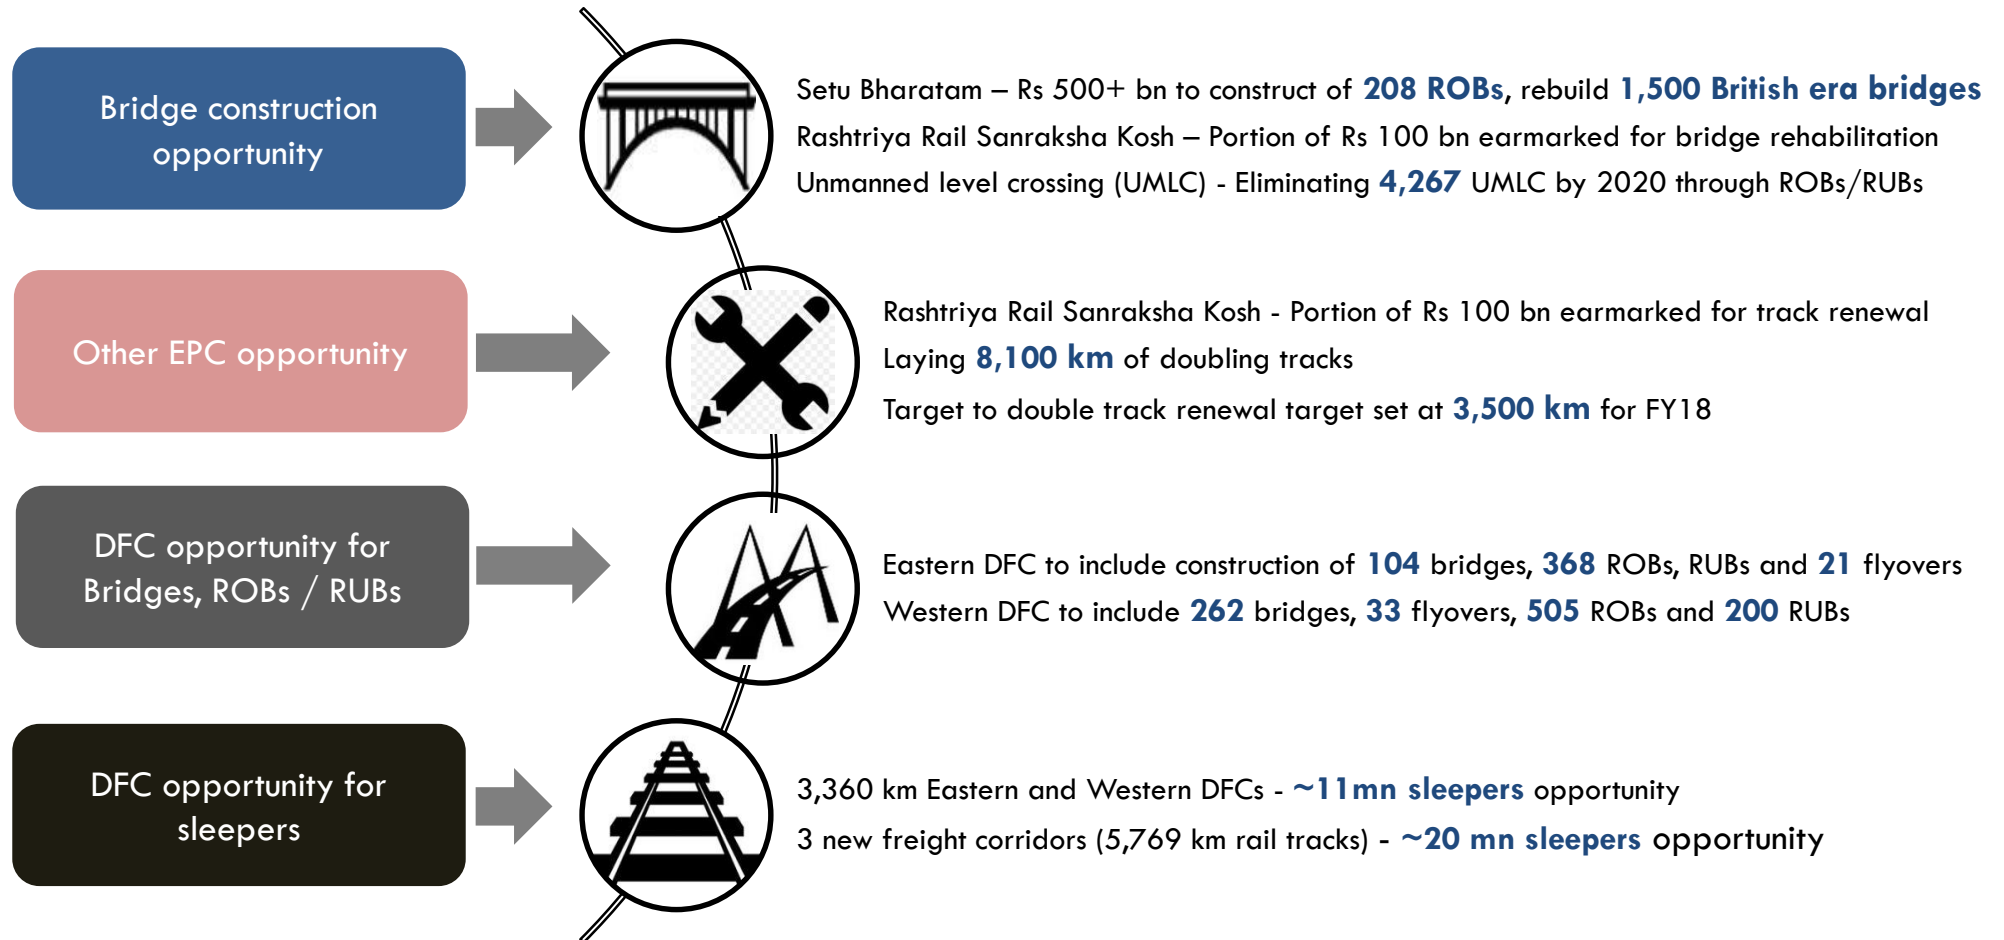 Bridge construction
opportunity
Setu Bharatam – Rs 500+ bn to construct of 208 ROBs, rebuild 1,500 British era bridges
Rashtriya Rail Sanraksha Kosh – Portion of Rs 100 bn earmarked for bridge rehabilitation
Unmanned level crossing (UMLC) - Eliminating 4,267 UMLC by 2020 through ROBs/RUBs
Other EPC opportunity
Rashtriya Rail Sanraksha Kosh - Portion of Rs 100 bn earmarked for track renewal
Laying 8,100 km of doubling tracks
Target to double track renewal target set at 3,500 km for FY18
DFC opportunity for
Bridges, ROBs / RUBs
Eastern DFC to include construction of 104 bridges, 368 ROBs, RUBs and 21 flyovers
Western DFC to include 262 bridges, 33 flyovers, 505 ROBs and 200 RUBs
DFC opportunity for
sleepers
3,360 km Eastern and Western DFCs - ~11mn sleepers opportunity
3 new freight corridors (5,769 km rail tracks) - ~20 mn sleepers opportunity